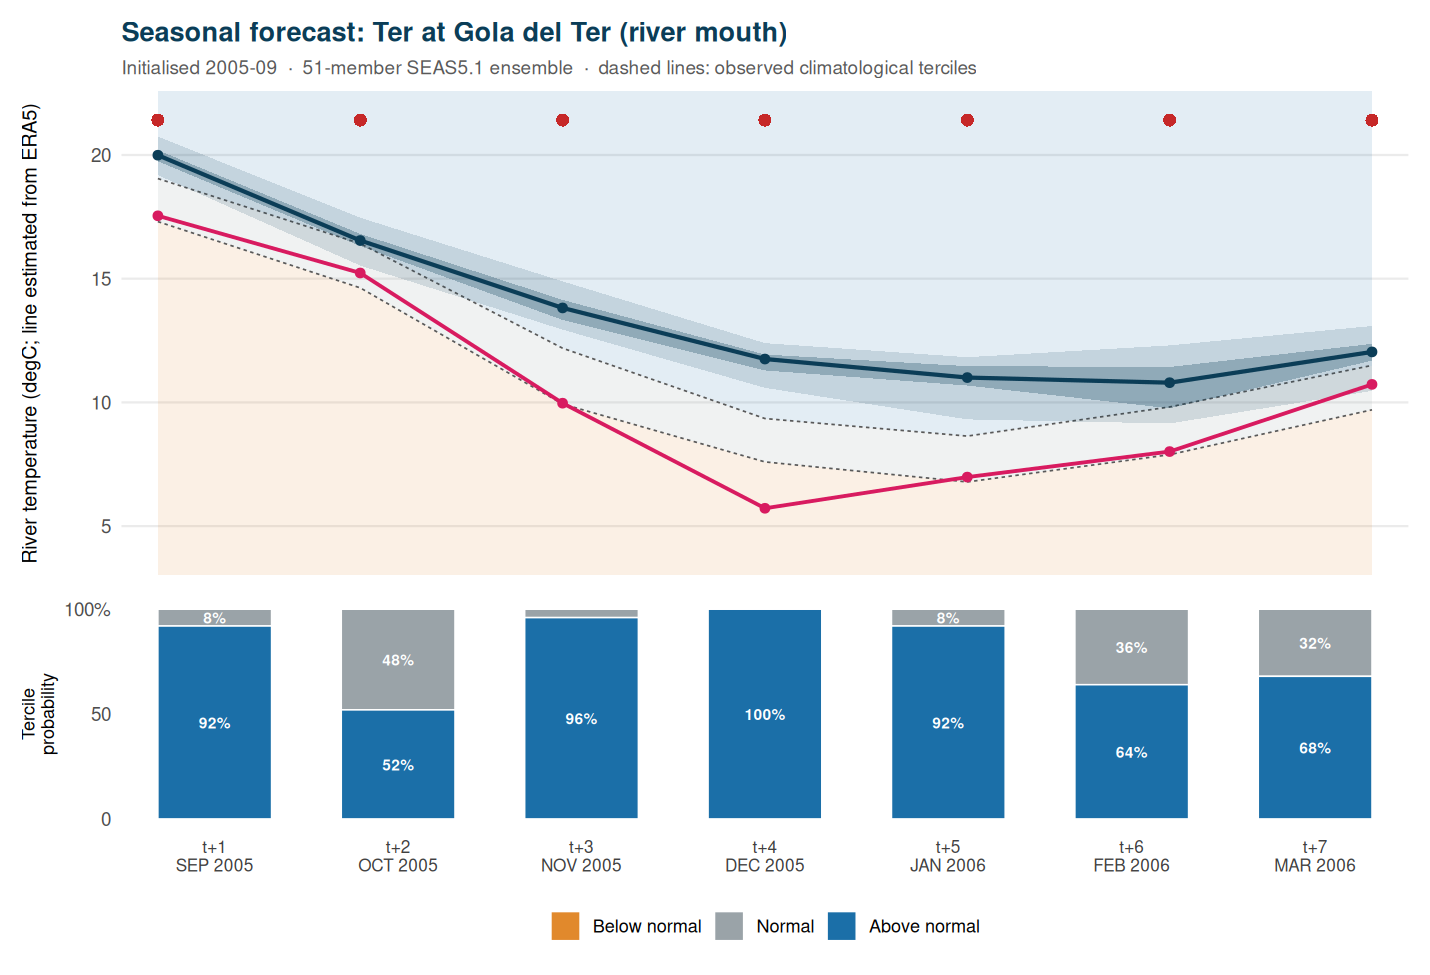 Seasonal forecast: Ter at Gola del Ter (river mouth)
Initialised 2005-09 · 51-member SEAS5.1 ensemble · dashed lines: observed climatological terciles
River temperature (degC; line estimated from ERA5)
20
15
10
5
Tercile
probability
100%
50
0
8%
92%
48%
52%
96%
100%
8%
92%
36%
64%
32%
68%
t+1
SEP 2005
t+2
OCT 2005
t+3
NOV 2005
t+4
DEC 2005
t+5
JAN 2006
t+6
FEB 2006
t+7
MAR 2006
Below normal
Normal
Above normal